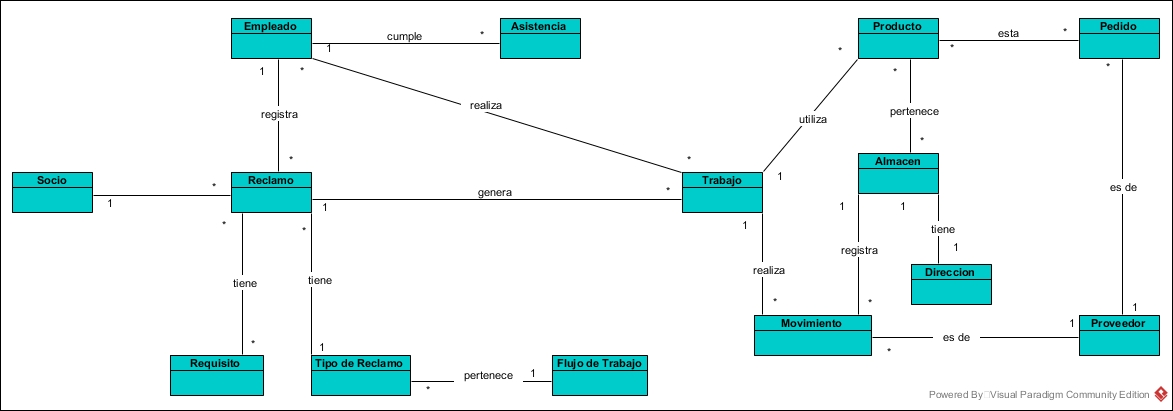 Empleado
Asistencia
Producto
Pedido
cumple
1
*
esta
*
*
*
1
*
*
*
*
realiza
registra
utiliza
pertenece
*
*
*
1
Almacen
Socio
Reclamo
Trabajo
es de
1
*
genera
1
*
*
*
1
1
1
tiene
1
registra
realiza
tiene
tiene
Direccion
*
*
1
Movimiento
Proveedor
1
es de
*
*
1
Requisito
Tipo de Reclamo
Flujo de Trabajo
pertenece
*
1
Powered By Visual Paradigm Community Edition